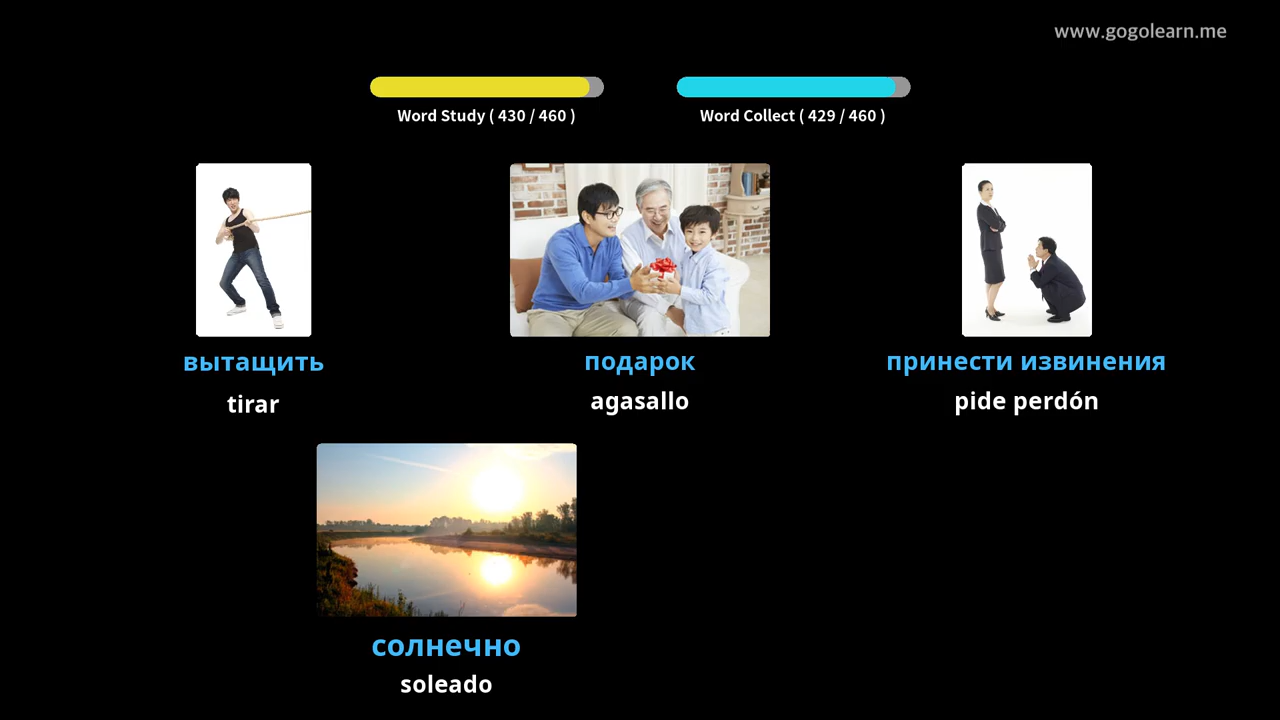 www.gogolearn.me
Word Study ( 430 / 460 )
Word Collect ( 429 / 460 )
вытащить
tirar
подарок
agasallo
принести извинения
pide perdón
солнечно
soleado